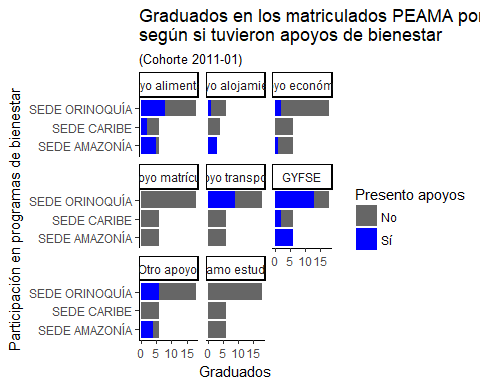 Graduados en los matriculados PEAMA por
según si tuvieron apoyos de bienestar
(Cohorte 2011-01)
yo aliment yo alojamie yo económ
SEDE ORINOQUÍA
SEDE CARIBE
SEDE AMAZONÍA
oyo matrícu oyo transpo GYFSE
SEDE ORINOQUÍA
SEDE CARIBE
SEDE AMAZONÍA
0 5 10 15
Otro apoyo amo estud
SEDE ORINOQUÍA
SEDE CARIBE
SEDE AMAZONÍA
0 5 10 15 0 5 10 15
Graduados
Participación en programas de bienestar
Presento apoyos
No
Sí